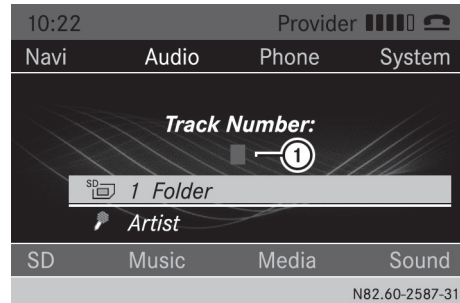 10:22 Provider
Navi Audio Phone System
Track Number:
1
SD 1 Folder
Artist
SD Music Media Sound
N82.60-2587-31